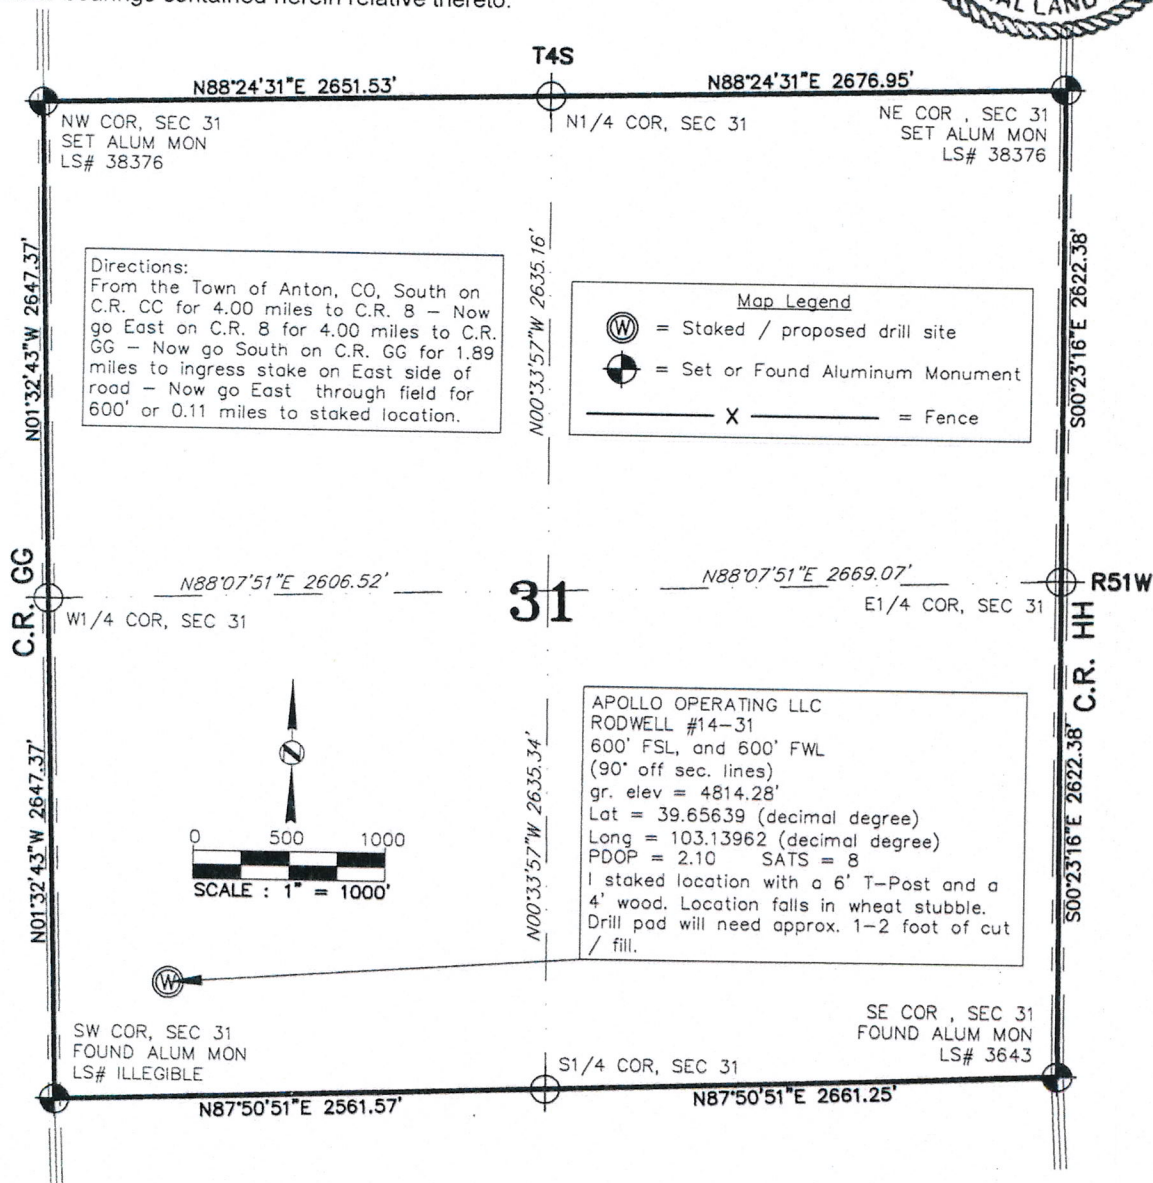 herein relative thereto.
AL LAND
T4S
N88°24'31"E 2651.53'
N88°24'31"E 2676.95'
NW COR, SEC 31
SET ALUM MON
LS# 38376
N1/4 COR, SEC 31
NE COR , SEC 31
SET ALUM MON
LS# 38376
N01°32'43"W 2647.37'
Directions:
From the Town of Anton, CO, South on
C.R. CC for 4.00 miles to C.R. 8 – Now
go East on C.R. 8 for 4.00 miles to C.R.
GG – Now go South on C.R. GG for 1.89
miles to ingress stake on East side of
road – Now go East through field for
600' or 0.11 miles to staked location.
N00°33'57"W 2635.16'
Map Legend
W = Staked / proposed drill site
= Set or Found Aluminum Monument
X = Fence
S00°23'16"E 2622.38'
C.R. GG
N88°07'51"E 2606.52'
W1/4 COR, SEC 31
31
N88°07'51"E 2669.07'
E1/4 COR, SEC 31
R51W
C.R. HH
N01°32'43"W 2647.37'
N
0 500 1000
SCALE : 1" = 1000'
N00°33'57"W 2635.34'
APOLLO OPERATING LLC
RODWELL #14–31
600' FSL, and 600' FWL
(90° off sec. lines)
gr. elev = 4814.28'
Lat = 39.65639 (decimal degree)
Long = 103.13962 (decimal degree)
PDOP = 2.10 SATS = 8
I staked location with a 6' T–Post and a
4' wood. Location falls in wheat stubble.
Drill pad will need approx. 1–2 foot of cut
/ fill.
S00°23'16"E 2622.38'
W
SW COR, SEC 31
FOUND ALUM MON
LS# ILLEGIBLE
S1/4 COR, SEC 31
SE COR , SEC 31
FOUND ALUM MON
LS# 3643
N87°50'51"E 2561.57'
N87°50'51"E 2661.25'